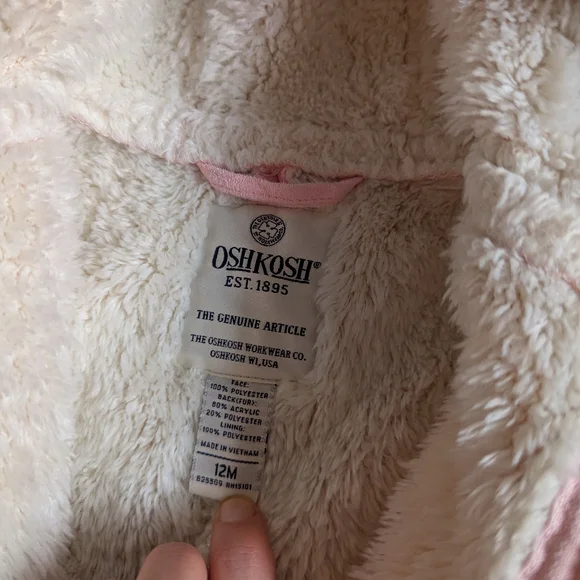 OSHKOSH®
EST. 1895
THE GENUINE ARTICLE
THE OSHKOSH WORKWEAR CO.
OSHKOSH WI, USA
FACE:
100% POLYESTER
BACK(FUR):
80% ACRYLIC
20% POLYESTER
LINING:
100% POLYESTER
MADE IN VIETNAM
12M